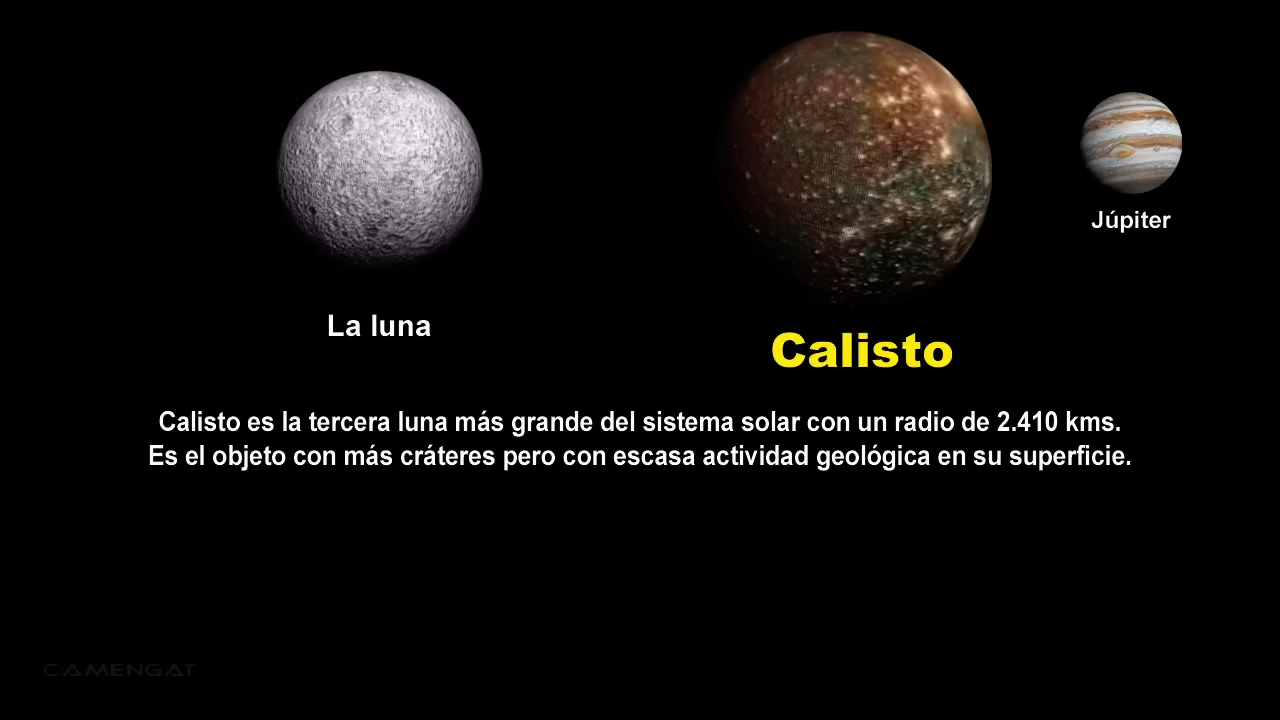 La luna
Calisto
Júpiter
Calisto es la tercera luna más grande del sistema solar con un radio de 2.410 kms.
Es el objeto con más cráteres pero con escasa actividad geológica en su superficie.
CAMENGAT